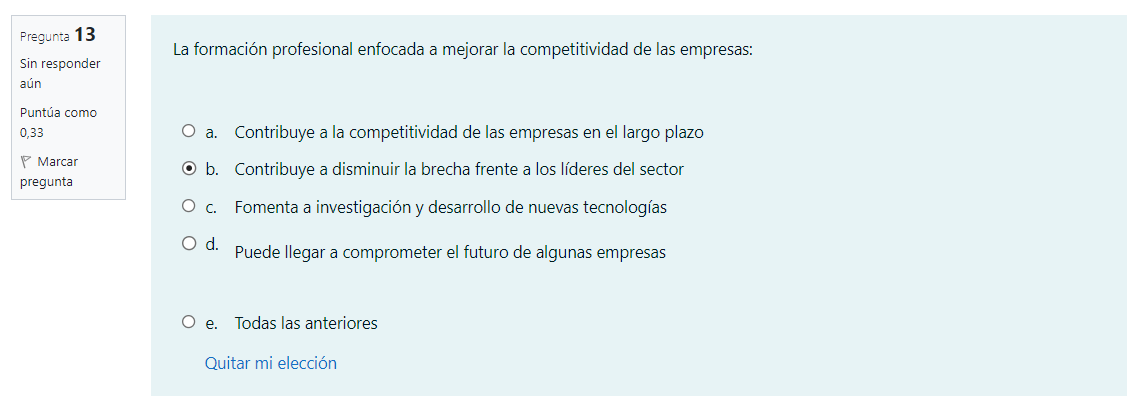 Pregunta 13
Sin responder
aún
Puntúa como
0,33
Marcar
pregunta
La formación profesional enfocada a mejorar la competitividad de las empresas:
a. Contribuye a la competitividad de las empresas en el largo plazo
b. Contribuye a disminuir la brecha frente a los líderes del sector
c. Fomenta a investigación y desarrollo de nuevas tecnologías
d. Puede llegar a comprometer el futuro de algunas empresas
e. Todas las anteriores
Quitar mi elección